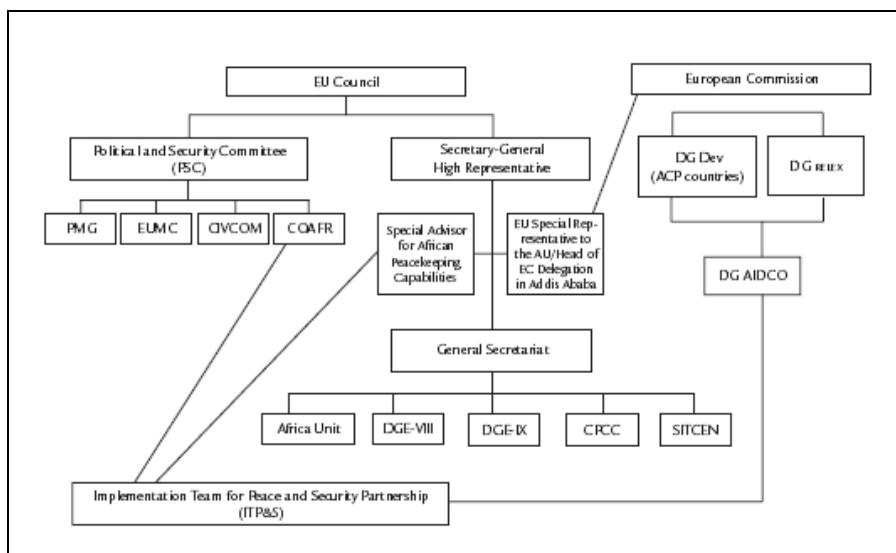 EU Council
European Commission
Political and Security Committee
(PSC)
Secretary-General
High Representative
DG Dev
(ACP countries)
DG RELEX
PMG
EUMC
CIVCOM
COAFR
Special Advisor
for African
Peacekeeping
Capabilities
EU Special Rep-
resentative to
the AU/Head of
EC Delegation
in Addis Ababa
DG AIDCO
General Secretariat
Africa Unit
DGE-VIII
DGE-IX
CPCC
SITCEN
Implementation Team for Peace and Security Partnership
(ITP&S)